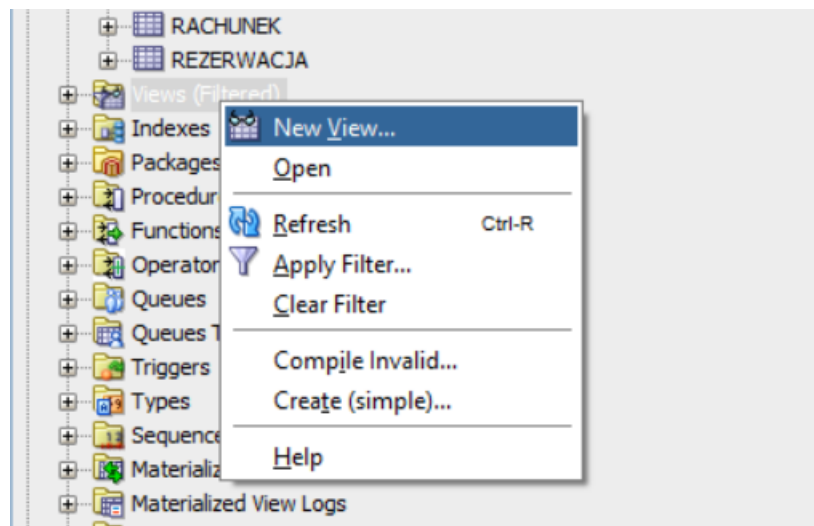 RACHUNEK
REZERWACJA
Views (Filtered)
Indexes
Packages
Procedur
Functions
Operator
Queues
Queues T
Triggers
Types
Sequence
Materializ
Materialized View Logs
New View...
Open
Refresh Ctrl-R
Apply Filter...
Clear Filter
Compile Invalid...
Create (simple)...
Help